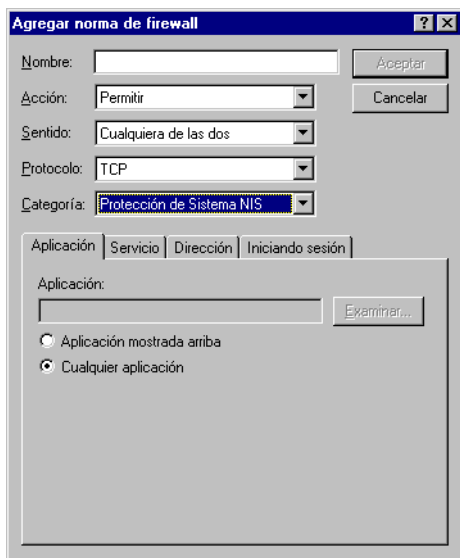 Agregar norma de firewall
Nombre:
Aceptar
Acción: Permitir
Cancelar
Sentido: Cualquiera de las dos
Protocolo: TCP
Categoría: Protección de Sistema NIS
Aplicación Servicio Dirección Iniciando sesión
Aplicación:
Examinar...
Aplicación mostrada arriba
Cualquier aplicación